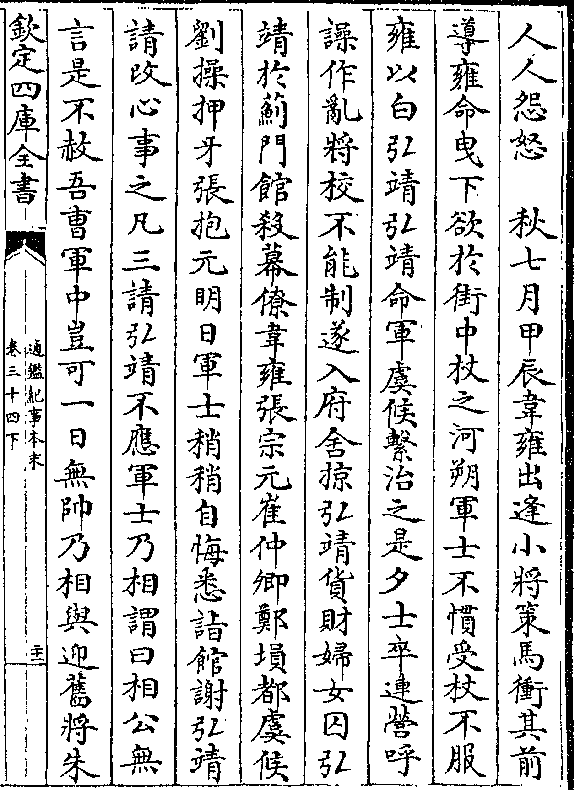 人人怨怒　秋七月甲辰韋雍出逢小將策馬衝其前
導雍命曳下欲於街中杖之河朔軍士不慣受杖不服
雍以白弘靖弘靖命軍虞候繫治之是夕士卒連營呼
譟作亂將校不能制遂入府舍掠弘靖貨財婦女囚弘
靖於薊門館殺幕僚韋雍張宗元崔仲卿鄭塤都虞候
劉操押牙張抱元明日軍士稍稍自悔悉詣館謝弘靖
請改心事之凡三請弘靖不應軍士乃相謂曰相公無
言是不赦吾曹軍中豈可一日無帥乃相與迎舊將朱
欽定四庫全書
通鑑紀事本末
卷三十四下